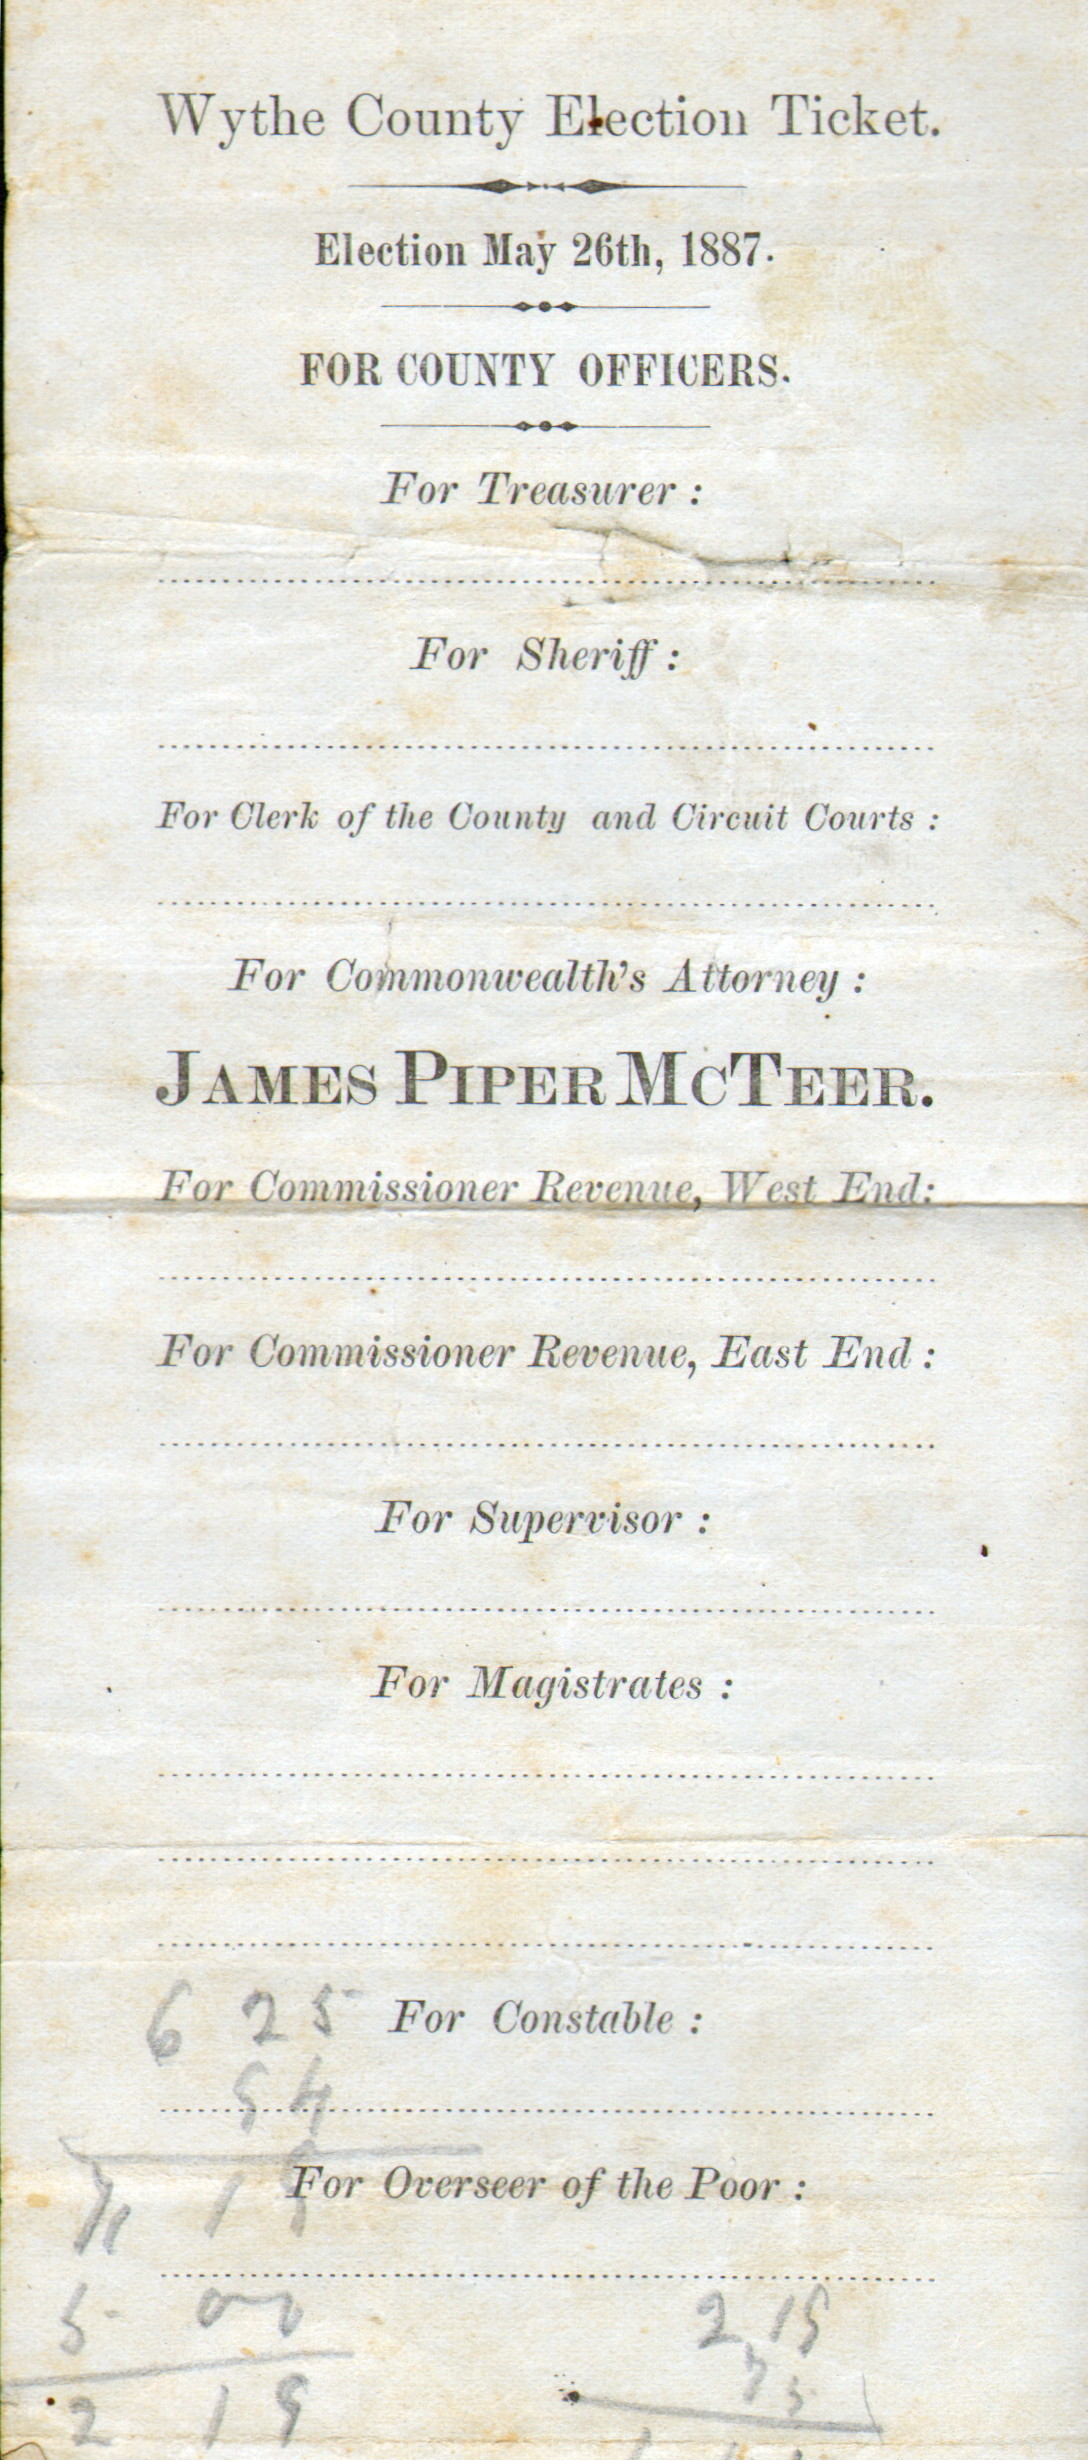 Wythe County Election Ticket.
Election May 26th, 1887.
FOR COUNTY OFFICERS.
For Treasurer :
For Sheriff :
For Clerk of the County and Circuit Courts :
For Commonwealth's Attorney :
JAMES PIPER MCTEER.
For Commissioner Revenue, West End:
For Commissioner Revenue, East End :
For Supervisor :
For Magistrates :
6 25
For Constable :
54
For Overseer of the Poor :
5 00
2 19